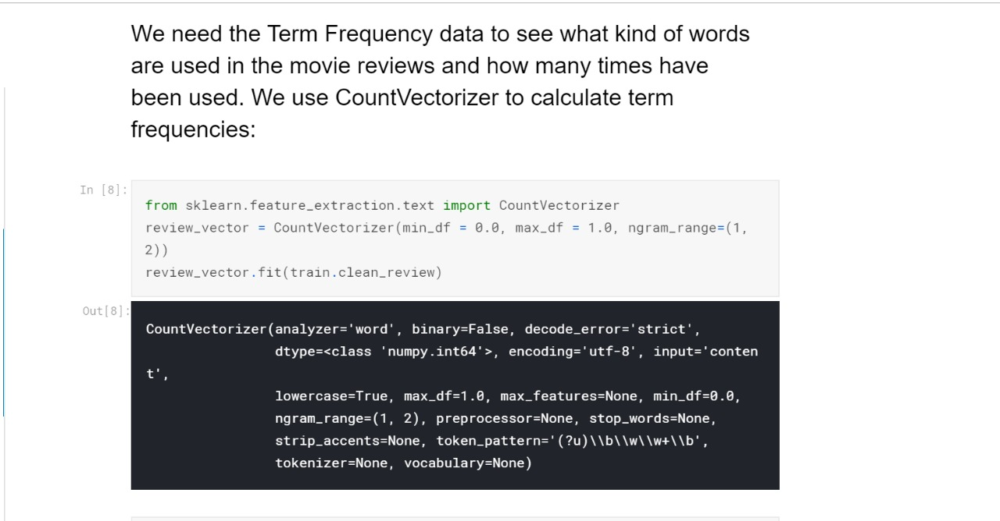 We need the Term Frequency data to see what kind of words
are used in the movie reviews and how many times have
been used. We use CountVectorizer to calculate term
frequencies:
In [8]:
from sklearn.feature_extraction.text import CountVectorizer
review_vector = CountVectorizer(min_df = 0.0, max_df = 1.0, ngram_range=(1,
2))
review_vector.fit(train.clean_review)
Out[8]:
CountVectorizer(analyzer='word', binary=False, decode_error='strict',
dtype=<class 'numpy.int64'>, encoding='utf-8', input='conten
t',
lowercase=True, max_df=1.0, max_features=None, min_df=0.0,
ngram_range=(1, 2), preprocessor=None, stop_words=None,
strip_accents=None, token_pattern='(?u)\\b\\w\\w+\\b',
tokenizer=None, vocabulary=None)